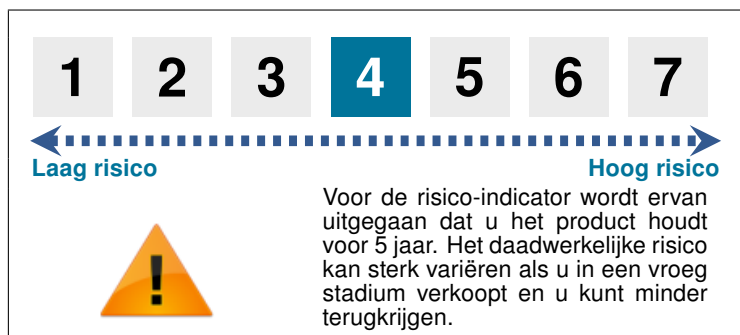 1 2 3 4 5 6 7
Laag risico Hoog risico
Voor de risico-indicator wordt ervan
uitgegaan dat u het product houdt
voor 5 jaar. Het daadwerkelijke risico
kan sterk variëren als u in een vroeg
stadium verkoopt en u kunt minder
terugkrijgen.
!